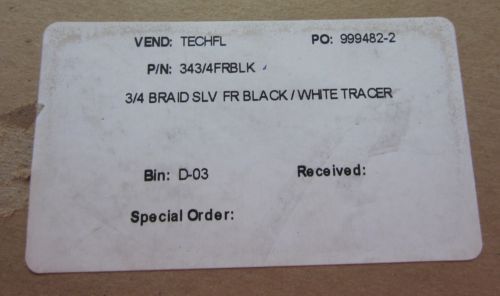 VEND: TECHFL PO: 999482-2
P/N: 343/4FRBLK
3/4 BRAID SLV FR BLACK / WHITE TRACER
Bin: D-03 Received:
Special Order: